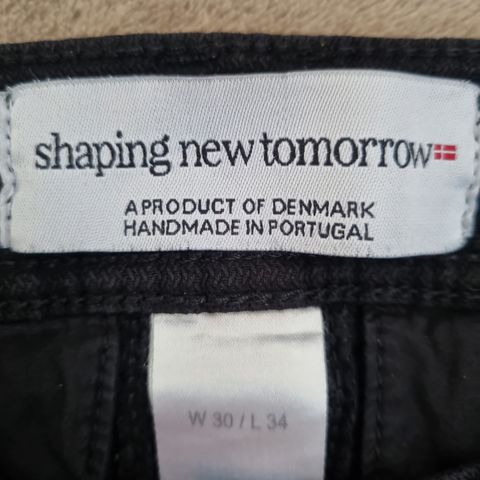 shaping new tomorrow
A PRODUCT OF DENMARK
HANDMADE IN PORTUGAL
W 30 / L 34